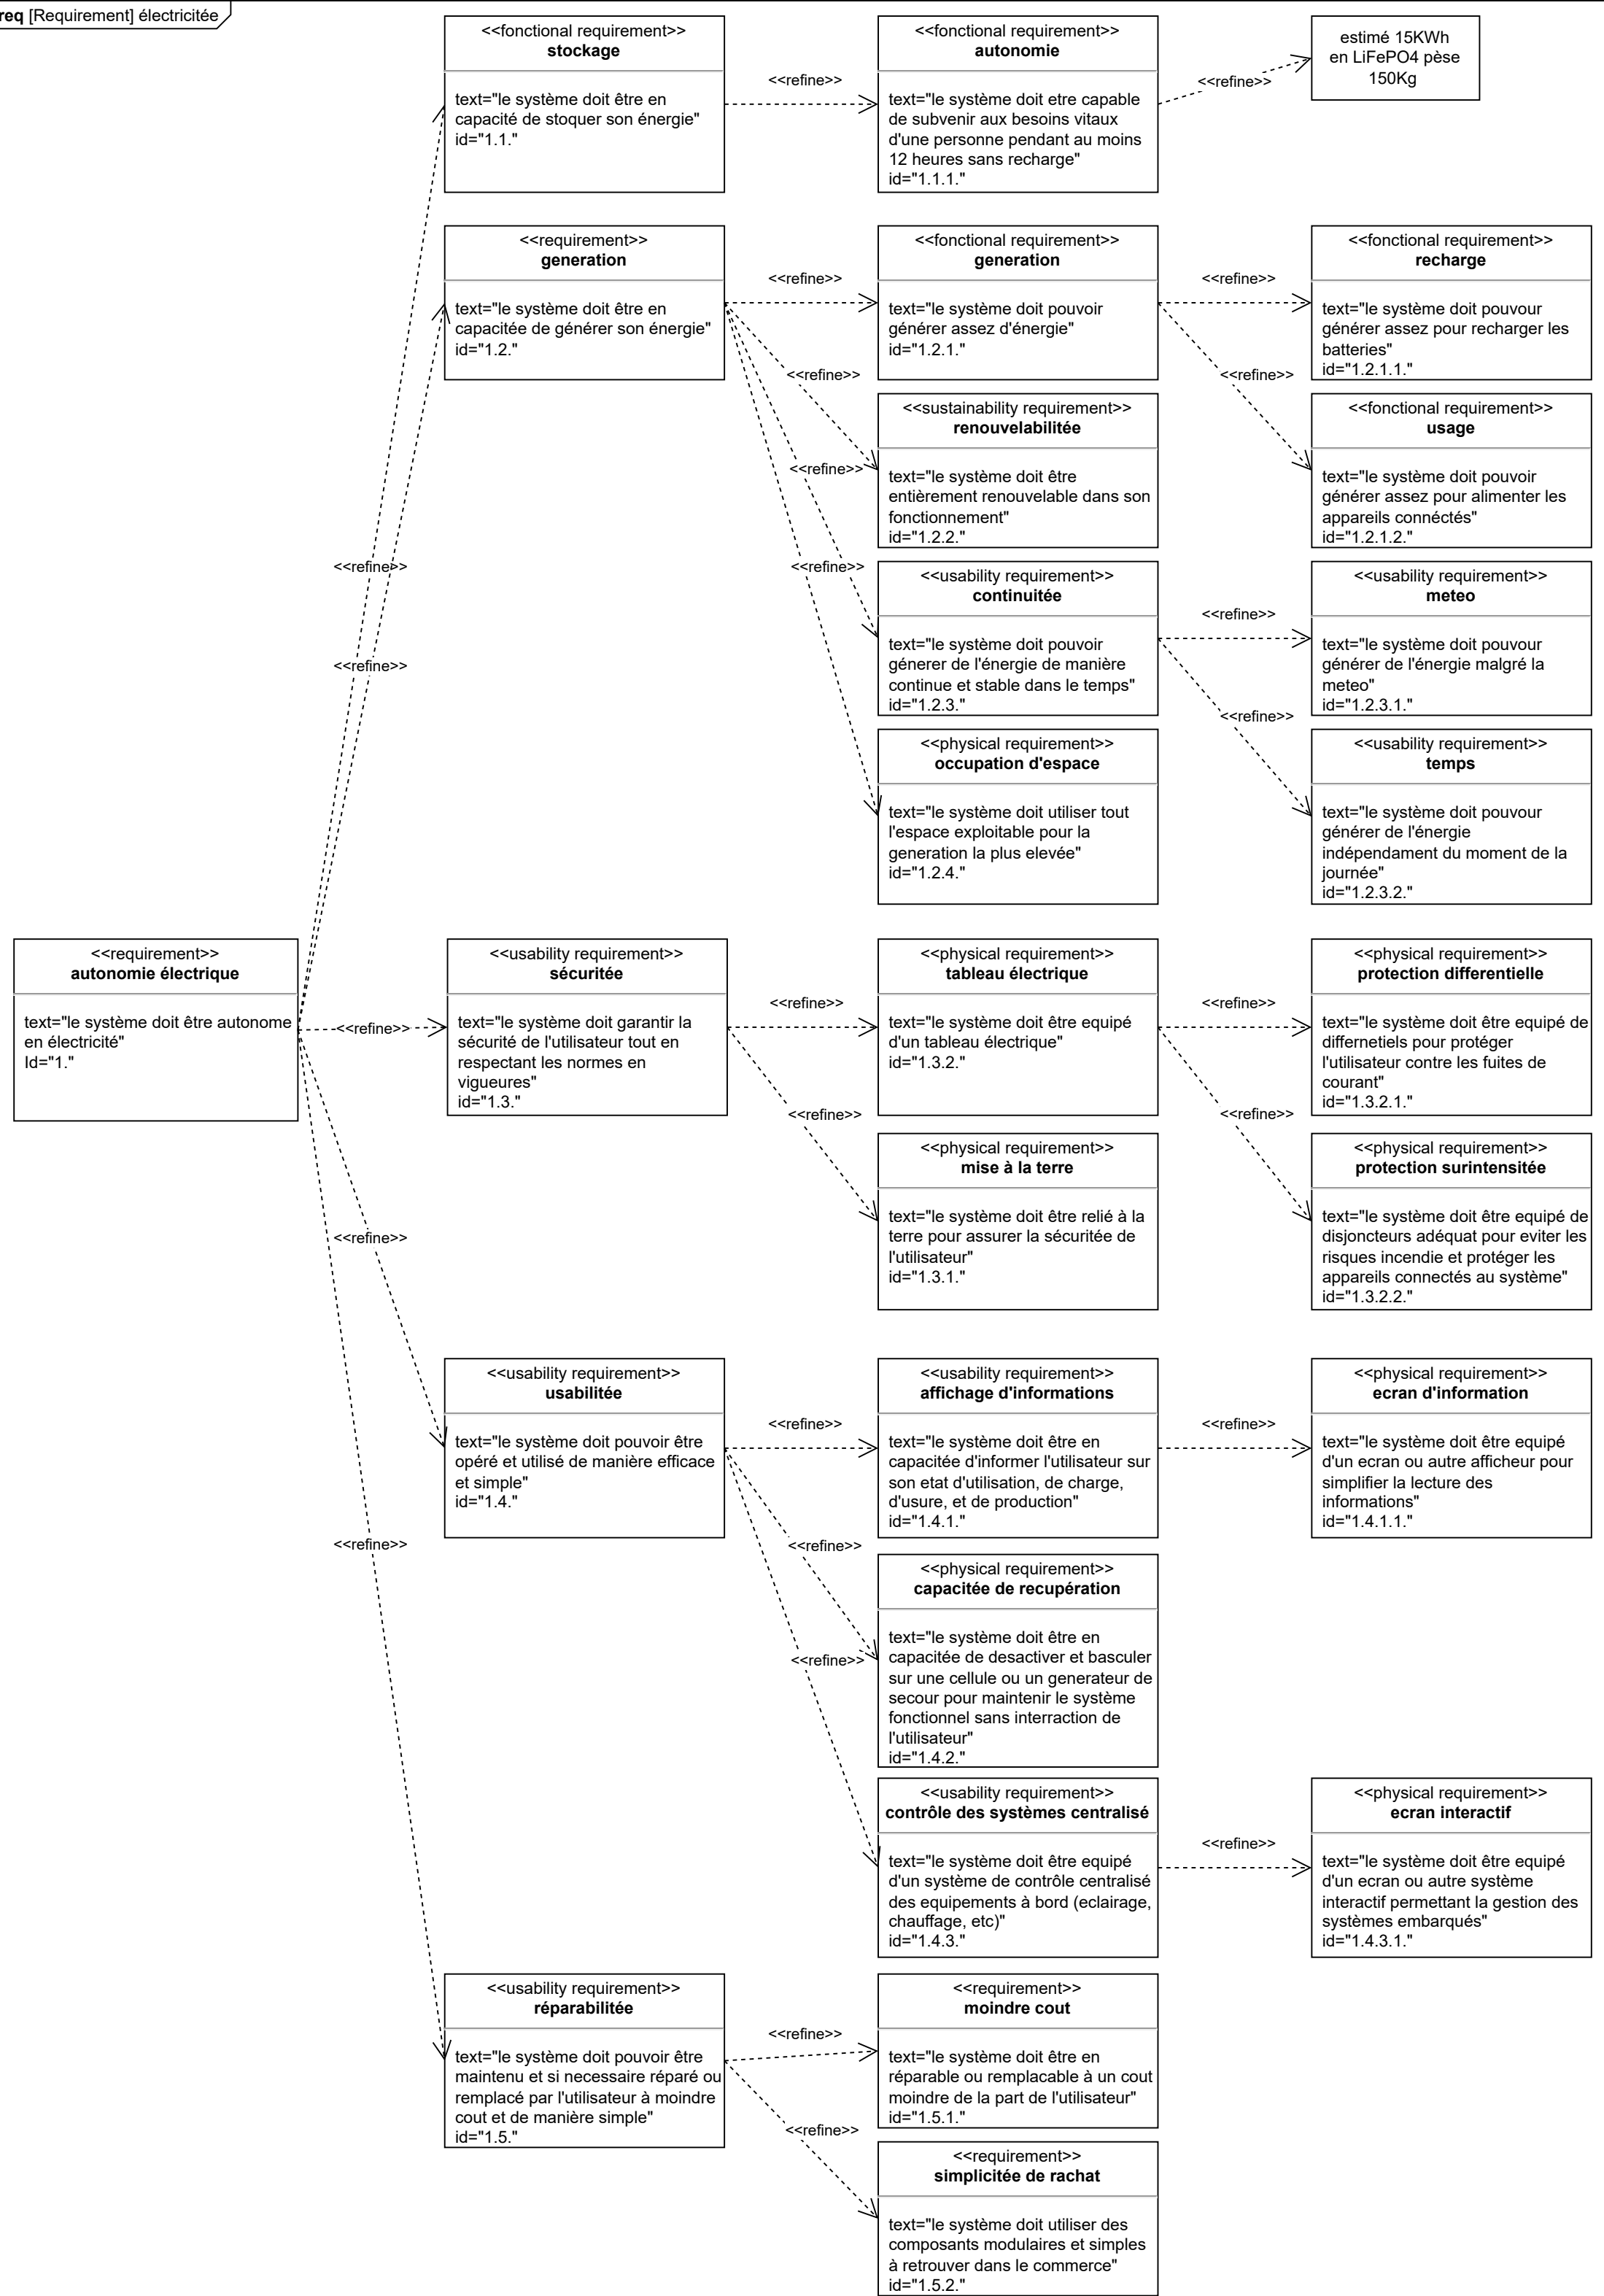 req [Requirement] électricitée
<<fonctional requirement>>
stockage
text="le système doit être en
capacité de stoquer son énergie"
id="1.1."
<<refine>>
<<fonctional requirement>>
autonomie
text="le système doit etre capable
de subvenir aux besoins vitaux
d'une personne pendant au moins
12 heures sans recharge"
id="1.1.1."
<<refine>>
estimé 15KWh
en LiFePO4 pèse
150Kg
<<requirement>>
generation
text="le système doit être en
capacitée de générer son énergie"
id="1.2."
<<refine>>
<<refine>>
<<refine>>
<<refine>>
<<fonctional requirement>>
generation
text="le système doit pouvoir
générer assez d'énergie"
id="1.2.1."
<<refine>>
<<refine>>
<<fonctional requirement>>
recharge
text="le système doit pouvour
générer assez pour recharger les
batteries"
id="1.2.1.1."
<<sustainability requirement>>
renouvelabilitée
text="le système doit être
entièrement renouvelable dans son
fonctionnement"
id="1.2.2."
<<fonctional requirement>>
usage
text="le système doit pouvoir
générer assez pour alimenter les
appareils connéctés"
id="1.2.1.2."
<<usability requirement>>
continuitée
text="le système doit pouvoir
génerer de l'énergie de manière
continue et stable dans le temps"
id="1.2.3."
<<refine>>
<<refine>>
<<usability requirement>>
meteo
text="le système doit pouvour
générer de l'énergie malgré la
meteo"
id="1.2.3.1."
<<physical requirement>>
occupation d'espace
text="le système doit utiliser tout
l'espace exploitable pour la
generation la plus elevée"
id="1.2.4."
<<usability requirement>>
temps
text="le système doit pouvour
générer de l'énergie
indépendament du moment de la
journée"
id="1.2.3.2."
<<requirement>>
autonomie électrique
text="le système doit être autonome
en électricité"
Id="1."
<<refine>>
<<refine>>
<<refine>>
<<refine>>
<<refine>>
<<usability requirement>>
sécuritée
text="le système doit garantir la
sécurité de l'utilisateur tout en
respectant les normes en
vigueures"
id="1.3."
<<refine>>
<<refine>>
<<physical requirement>>
tableau électrique
text="le système doit être equipé
d'un tableau électrique"
id="1.3.2."
<<refine>>
<<refine>>
<<physical requirement>>
protection differentielle
text="le système doit être equipé de
differnetiels pour protéger
l'utilisateur contre les fuites de
courant"
id="1.3.2.1."
<<physical requirement>>
mise à la terre
text="le système doit être relié à la
terre pour assurer la sécuritée de
l'utilisateur"
id="1.3.1."
<<physical requirement>>
protection surintensitée
text="le système doit être equipé de
disjoncteurs adéquat pour eviter les
risques incendie et protéger les
appareils connectés au système"
id="1.3.2.2."
<<usability requirement>>
usabilitée
text="le système doit pouvoir être
opéré et utilisé de manière efficace
et simple"
id="1.4."
<<refine>>
<<refine>>
<<refine>>
<<usability requirement>>
affichage d'informations
text="le système doit être en
capacitée d'informer l'utilisateur sur
son etat d'utilisation, de charge,
d'usure, et de production"
id="1.4.1."
<<refine>>
<<physical requirement>>
ecran d'information
text="le système doit être equipé
d'un ecran ou autre afficheur pour
simplifier la lecture des
informations"
id="1.4.1.1."
<<physical requirement>>
capacitée de recupération
text="le système doit être en
capacitée de desactiver et basculer
sur une cellule ou un generateur de
secour pour maintenir le système
fonctionnel sans interraction de
l'utilisateur"
id="1.4.2."
<<usability requirement>>
contrôle des systèmes centralisé
text="le système doit être equipé
d'un système de contrôle centralisé
des equipements à bord (eclairage,
chauffage, etc)"
id="1.4.3."
<<refine>>
<<physical requirement>>
ecran interactif
text="le système doit être equipé
d'un ecran ou autre système
interactif permettant la gestion des
systèmes embarqués"
id="1.4.3.1."
<<usability requirement>>
réparabilitée
text="le système doit pouvoir être
maintenu et si necessaire réparé ou
remplacé par l'utilisateur à moindre
cout et de manière simple"
id="1.5."
<<refine>>
<<refine>>
<<requirement>>
moindre cout
text="le système doit être en
réparable ou remplacable à un cout
moindre de la part de l'utilisateur"
id="1.5.1."
<<requirement>>
simplicitée de rachat
text="le système doit utiliser des
composants modulaires et simples
à retrouver dans le commerce"
id="1.5.2."